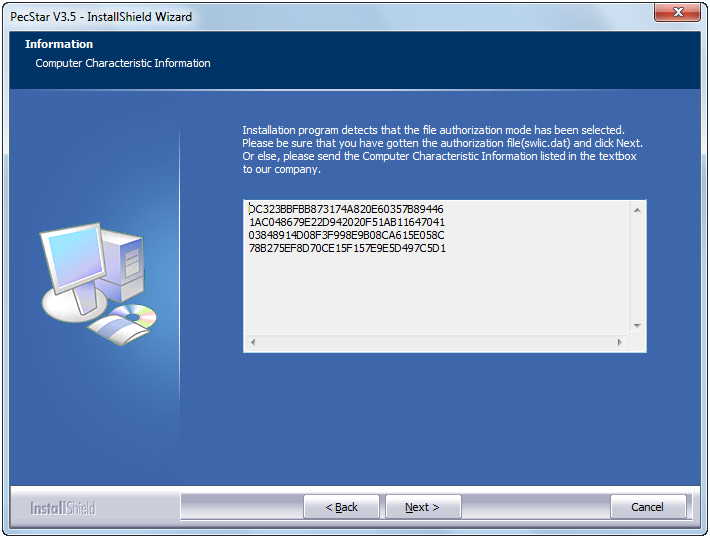 PecStar V3.5 - InstallShield Wizard
Information
Computer Characteristic Information
Installation program detects that the file authorization mode has been selected.
Please be sure that you have gotten the authorization file(swlic.dat) and click Next.
Or else, please send the Computer Characteristic Information listed in the textbox
to our company.
DC323BBFBB873174A820E60357B89446
1AC048679E22D942020F51AB11647041
03848914D08F3F998E9B08CA615E058C
78B275EF8D70CE15F157E9E5D497C5D1
InstallShield
< Back
Next >
Cancel